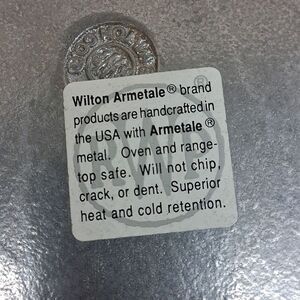 Wilton Armetale® brand
products are handcrafted in
the USA with Armetale®
metal. Oven and range-
top safe. Will not chip,
crack, or dent. Superior
heat and cold retention.
RWP